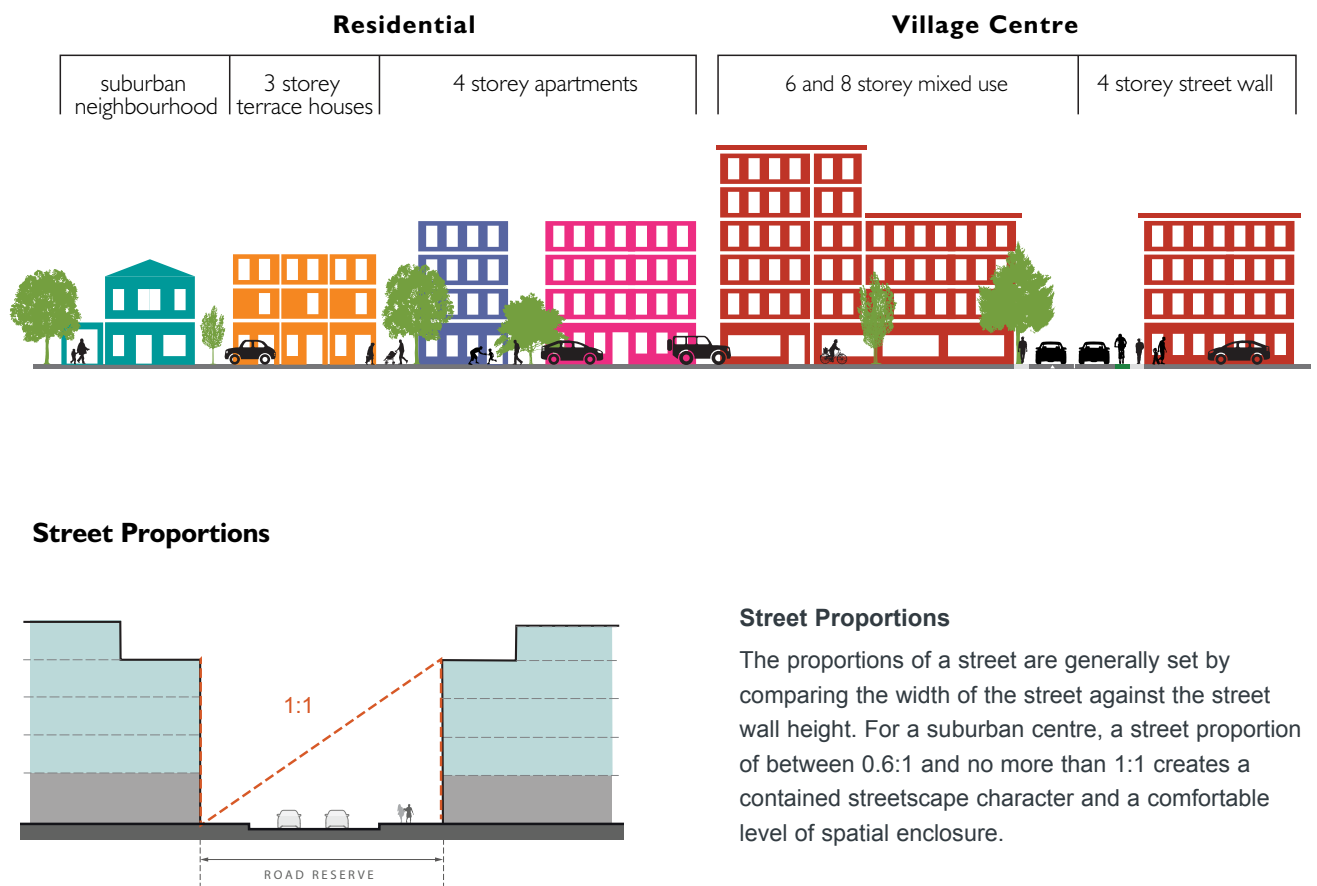 Residential
Village Centre
suburban
neighbourhood
3 storey
terrace houses
4 storey apartments
6 and 8 storey mixed use
4 storey street wall
Street Proportions
1:1
ROAD RESERVE
Street Proportions
The proportions of a street are generally set by
comparing the width of the street against the street
wall height. For a suburban centre, a street proportion
of between 0.6:1 and no more than 1:1 creates a
contained streetscape character and a comfortable
level of spatial enclosure.